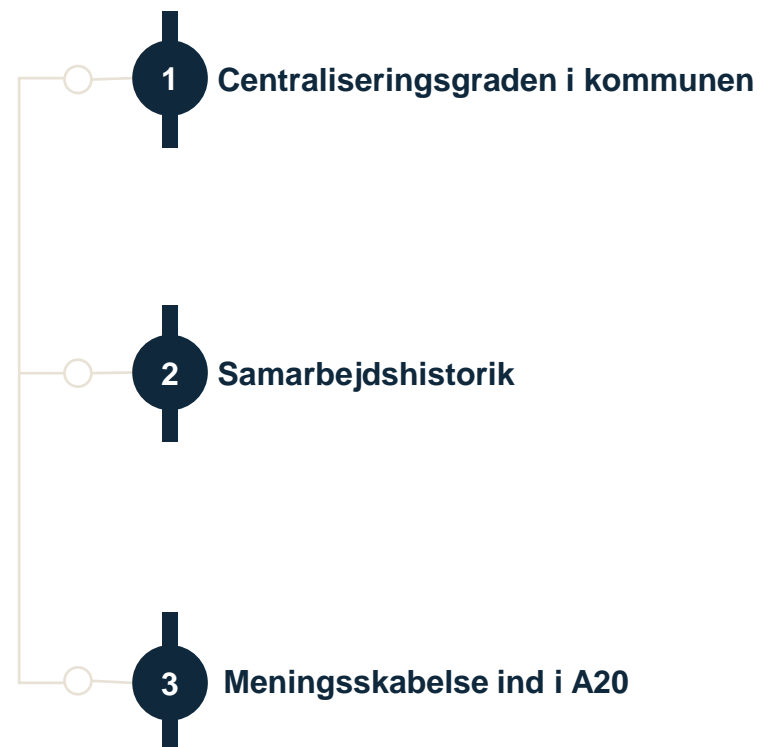 1 Centraliseringsgraden i kommunen
2 Samarbejdshistorik
3 Meningsskabelse ind i A20